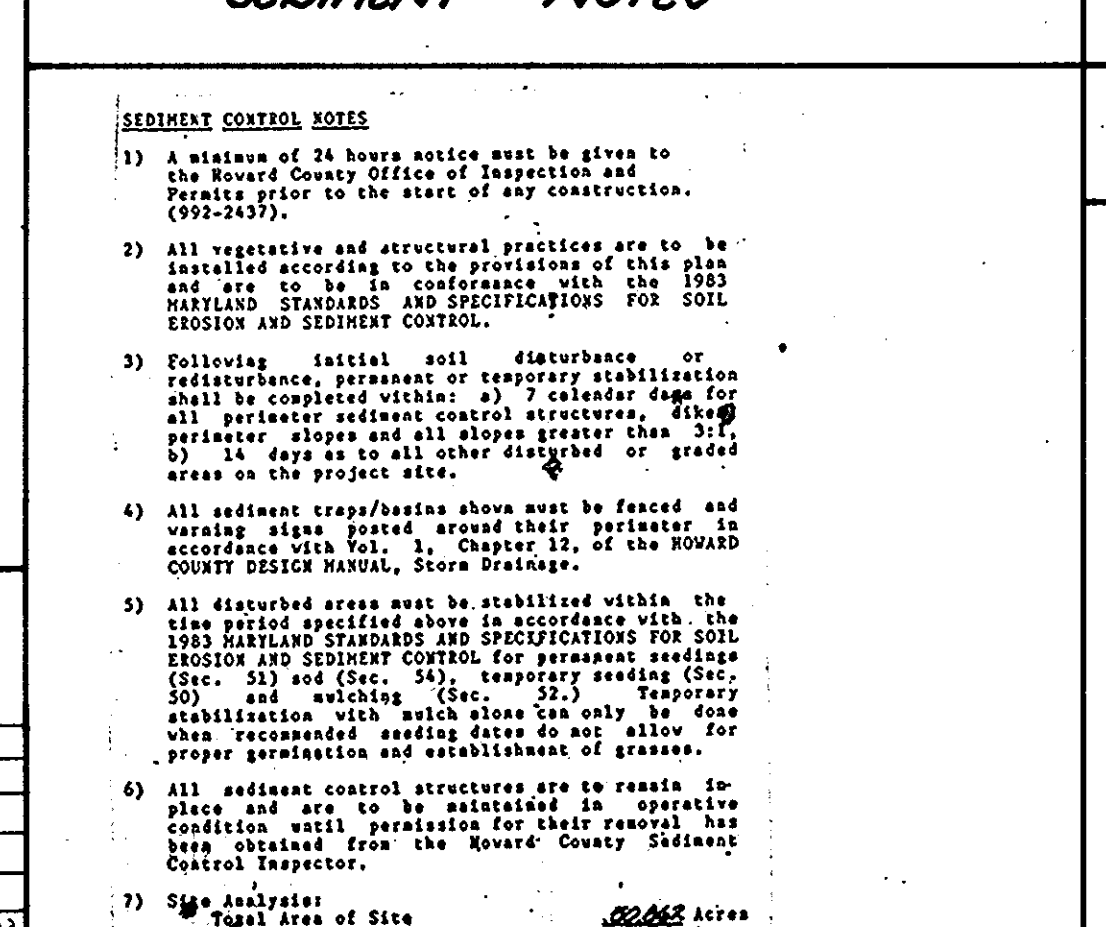 SEDIMENT NOTES
SEDIMENT CONTROL NOTES
1) A minimum of 24 hours notice must be given to
the Howard County Office of Inspection and
Permits prior to the start of any construction.
(992-2437).
2) All vegetative and structural practices are to be
installed according to the provisions of this plan
and are to be in conformance with the 1983
MARYLAND STANDARDS AND SPECIFICATIONS FOR SOIL
EROSION AND SEDIMENT CONTROL.
3) Following initial soil disturbance or
redisturbance, permanent or temporary stabilization
shall be completed within: a) 7 calendar days for
all perimeter sediment control structures, dikes,
perimeter slopes and all slopes greater than 3:1,
b) 14 days as to all other disturbed or graded
areas on the project site.
4) All sediment traps/basins shown must be fenced and
warning signs posted around their perimeter in
accordance with Vol. 1, Chapter 12, of the HOWARD
COUNTY DESIGN MANUAL, Storm Drainage.
5) All disturbed areas must be stabilized within the
time period specified above in accordance with the
1983 MARYLAND STANDARDS AND SPECIFICATIONS FOR SOIL
EROSION AND SEDIMENT CONTROL for permanent seedings
(Sec. 51) sod (Sec. 54), temporary seeding (Sec.
50) and mulching (Sec. 52.) Temporary
stabilization with mulch alone can only be done
when recommended seeding dates do not allow for
proper germination and establishment of grasses.
6) All sediment control structures are to remain in
place and are to be maintained in operative
condition until permission for their removal has
been obtained from the Howard County Sediment
Control Inspector.
7) Site Analysis:
Total Area of Site Acres